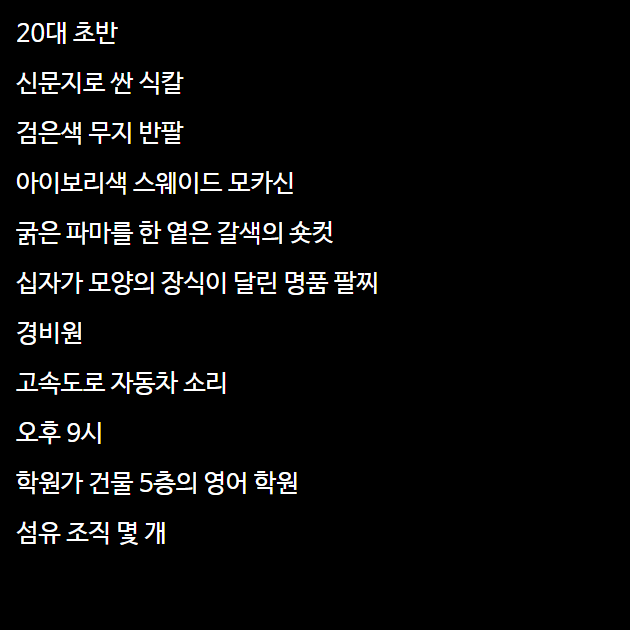 20대 초반
신문지로 싼 식칼
검은색 무지 반팔
아이보리색 스웨이드 모카신
굵은 파마를 한 옅은 갈색의 숏컷
십자가 모양의 장식이 달린 명품 팔찌
경비원
고속도로 자동차 소리
오후 9시
학원가 건물 5층의 영어 학원
섬유 조직 몇 개